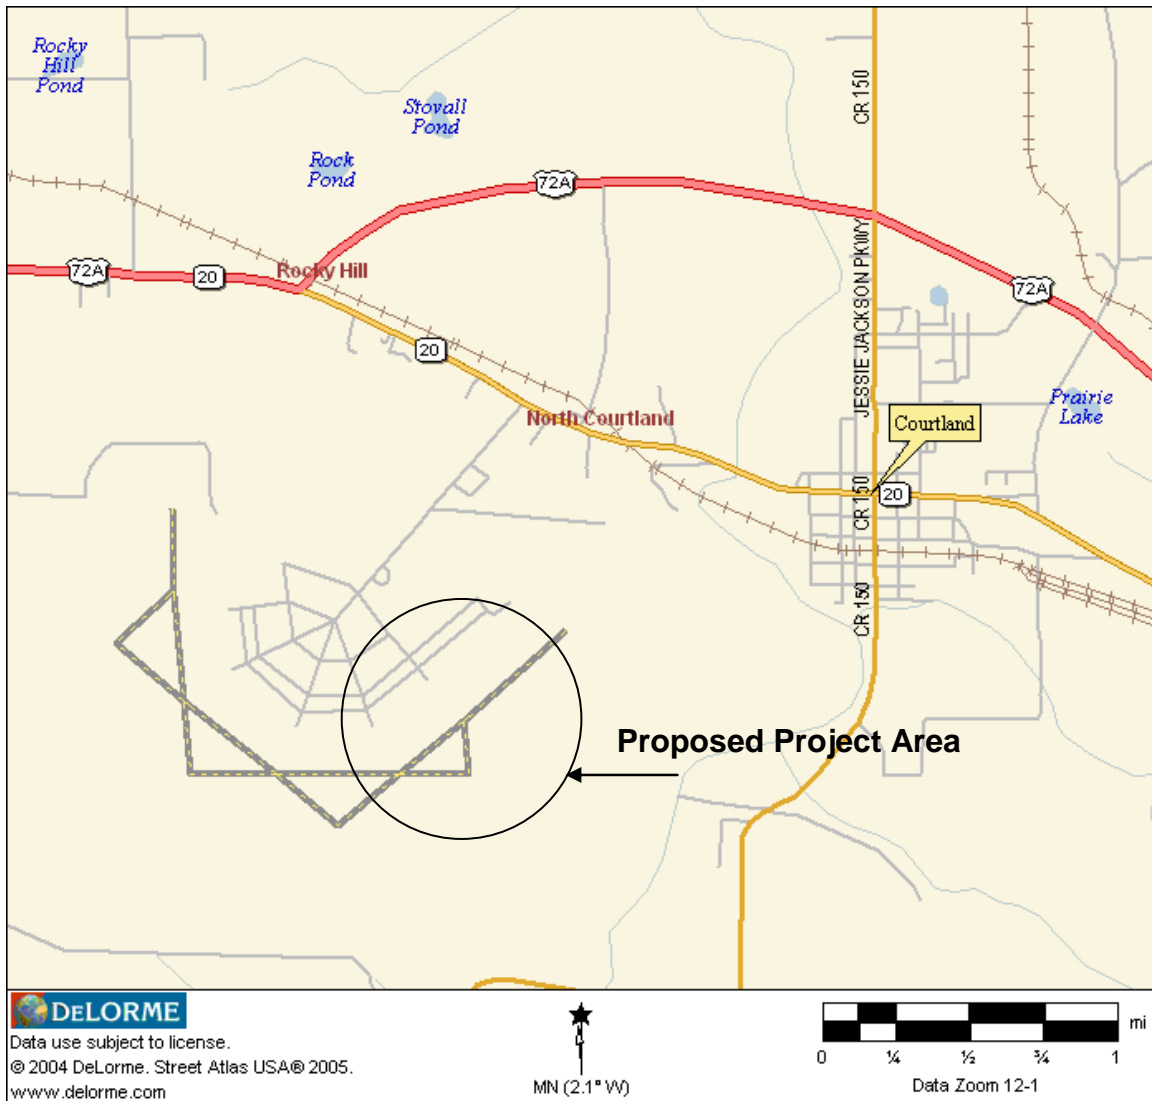 Rocky
Hill
Pond
Stovall
Pond
Rock
Pond
CR 150
72A
72A
20
Rocky Hill
72A
JESSIE JACKSON PKWY
20
Prairie
Lake
North Courtland
Courtland
CR 150
20
CR 150
Proposed Project Area
DELORME
Data use subject to license.
© 2004 DeLorme. Street Atlas USA® 2005.
www.delorme.com
MN (2.1° W)
mi
0 ¼ ½ ¾ 1
Data Zoom 12-1